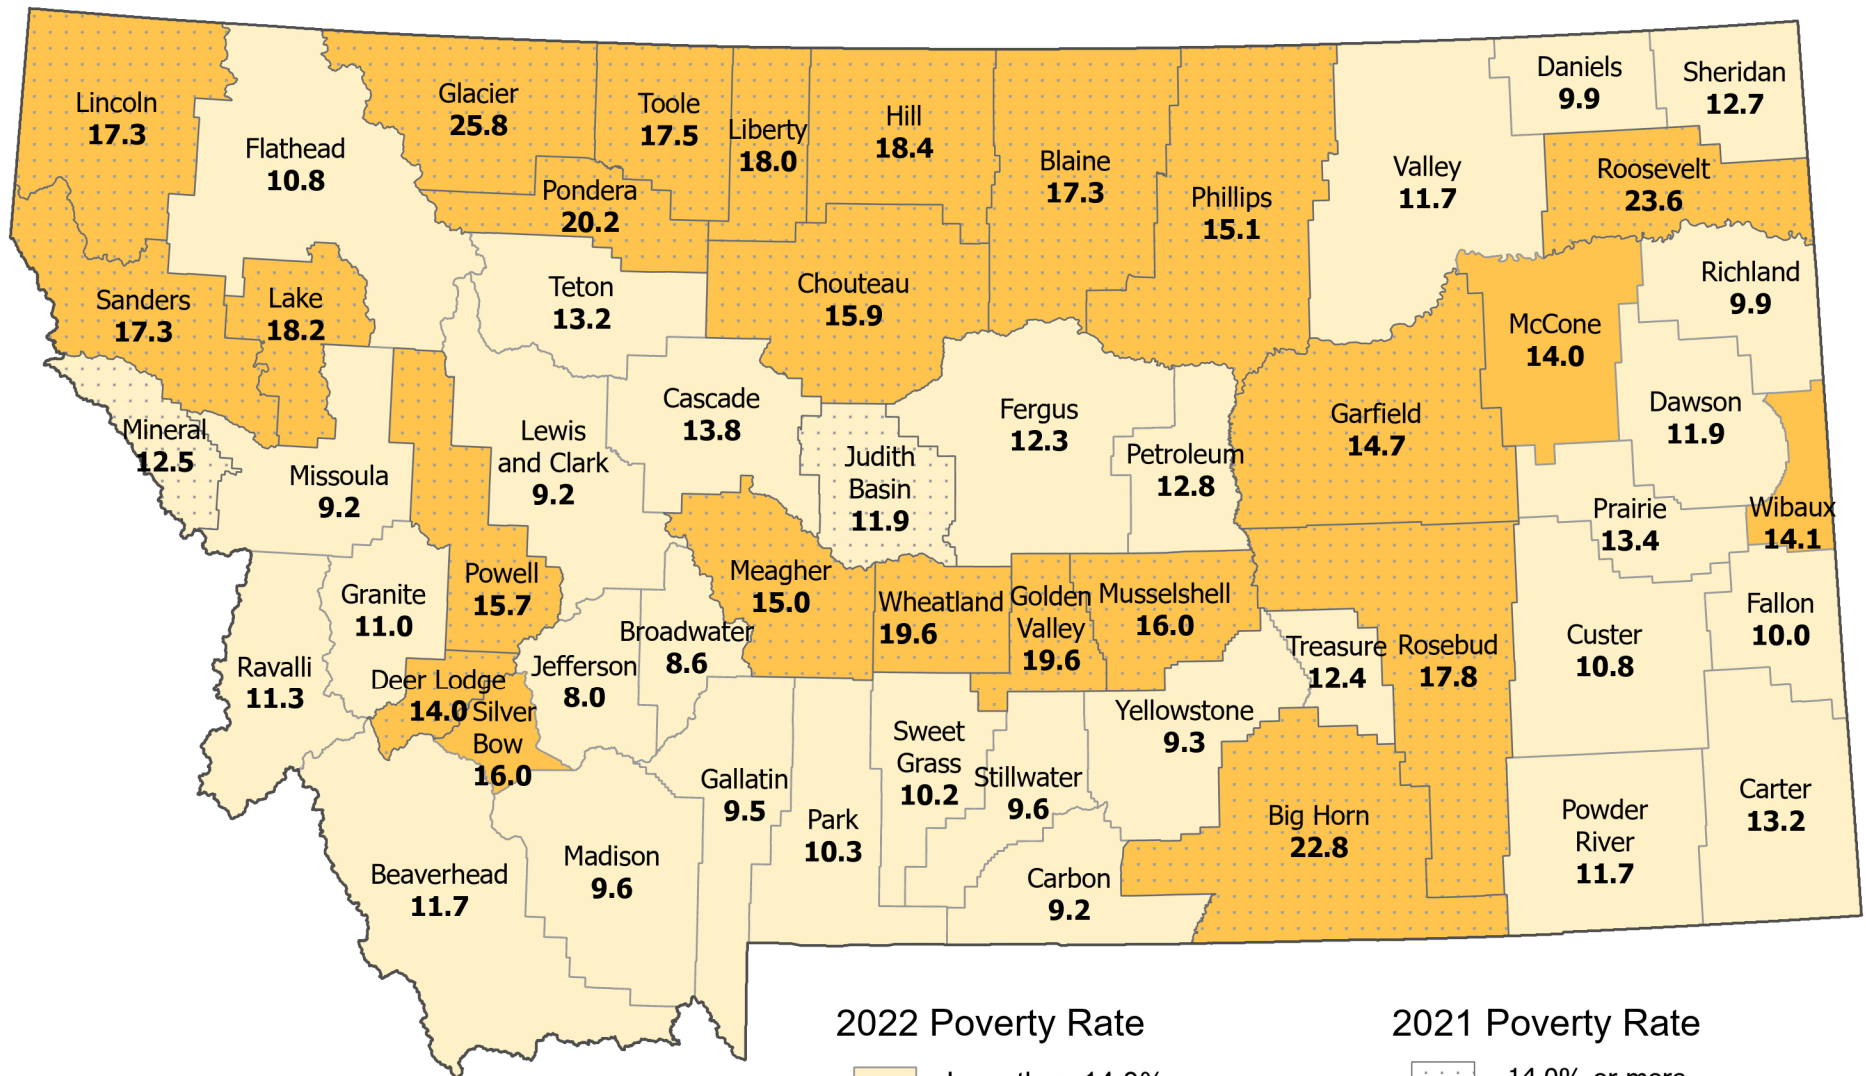 Lincoln
17.3
Flathead
10.8
Glacier
25.8
Toole
17.5
Liberty
18.0
Hill
18.4
Blaine
17.3
Phillips
15.1
Valley
11.7
Daniels
9.9
Sheridan
12.7
Roosevelt
23.6
Pondera
20.2
Sanders
17.3
Lake
18.2
Teton
13.2
Chouteau
15.9
McCone
14.0
Richland
9.9
Mineral
12.5
Missoula
9.2
Lewis
and Clark
9.2
Cascade
13.8
Judith
Basin
11.9
Fergus
12.3
Petroleum
12.8
Garfield
14.7
Dawson
11.9
Prairie
13.4
Wibaux
14.1
Ravalli
11.3
Granite
11.0
Powell
15.7
Broadwater
8.6
Meagher
15.0
Wheatland
19.6
Golden
Valley
19.6
Musselshell
16.0
Treasure
12.4
Rosebud
17.8
Custer
10.8
Fallon
10.0
Deer Lodge
14.0
Silver
Bow
16.0
Jefferson
8.0
Gallatin
9.5
Park
10.3
Sweet
Grass
10.2
Stillwater
9.6
Yellowstone
9.3
Big Horn
22.8
Powder
River
11.7
Carter
13.2
Beaverhead
11.7
Madison
9.6
Carbon
9.2
2022 Poverty Rate
2021 Poverty Rate
14.0% or more